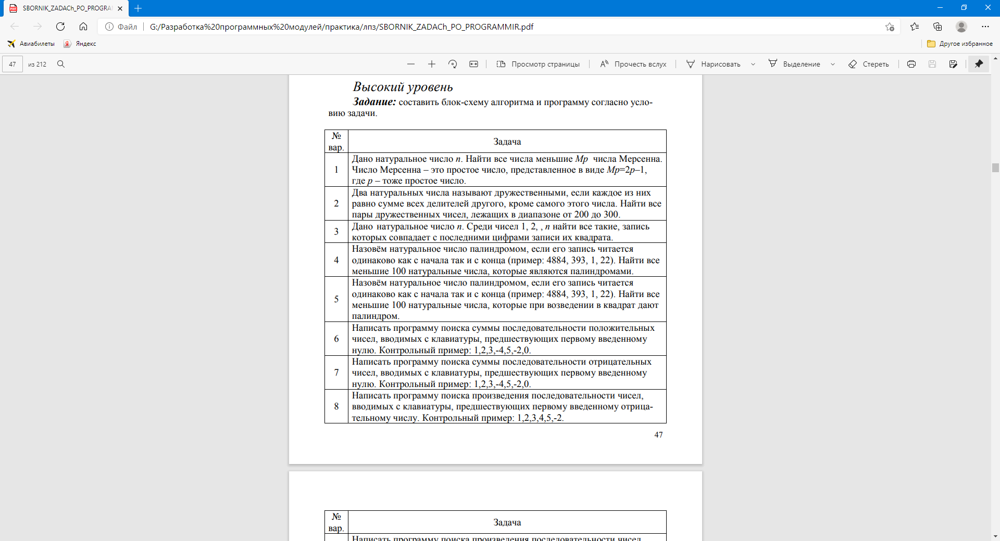 SBORNIK_ZADACh_PO_PROGRA
Файл
G:/Разработка%20программных%20модулей/практика/лпз/SBORNIK_ZADACh_PO_PROGRAMMIR.pdf
Авиабилеты
Яндекс
Другое избранное
47 из 212
Просмотр страницы
Прочесть вслух
Нарисовать
Выделение
Стереть
Высокий уровень
Задание: составить блок-схему алгоритма и программу согласно усло-
вию задачи.
№
вар.
Задача
1
Дано натуральное число n. Найти все числа меньшие Mp числа Мерсенна.
Число Мерсенна – это простое число, представленное в виде Mp=2p–1,
где p – тоже простое число.
2
Два натуральных числа называют дружественными, если каждое из них
равно сумме всех делителей другого, кроме самого этого числа. Найти все
пары дружественных чисел, лежащих в диапазоне от 200 до 300.
3
Дано натуральное число n. Среди чисел 1, 2, , n найти все такие, запись
которых совпадает с последними цифрами записи их квадрата.
4
Назовём натуральное число палиндромом, если его запись читается
одинаково как с начала так и с конца (пример: 4884, 393, 1, 22). Найти все
меньшие 100 натуральные числа, которые являются палиндромами.
5
Назовём натуральное число палиндромом, если его запись читается
одинаково как с начала так и с конца (пример: 4884, 393, 1, 22). Найти все
меньшие 100 натуральные числа, которые при возведении в квадрат дают
палиндром.
6
Написать программу поиска суммы последовательности положительных
чисел, вводимых с клавиатуры, предшествующих первому введенному
нулю. Контрольный пример: 1,2,3,-4,5,-2,0.
7
Написать программу поиска суммы последовательности отрицательных
чисел, вводимых с клавиатуры, предшествующих первому введенному
нулю. Контрольный пример: 1,2,3,-4,5,-2,0.
8
Написать программу поиска произведения последовательности чисел,
вводимых с клавиатуры, предшествующих первому введенному отрица-
тельному числу. Контрольный пример: 1,2,3,4,5,-2.
47
№
вар.
Задача
Написать программу поиска произведения последовательности чисел